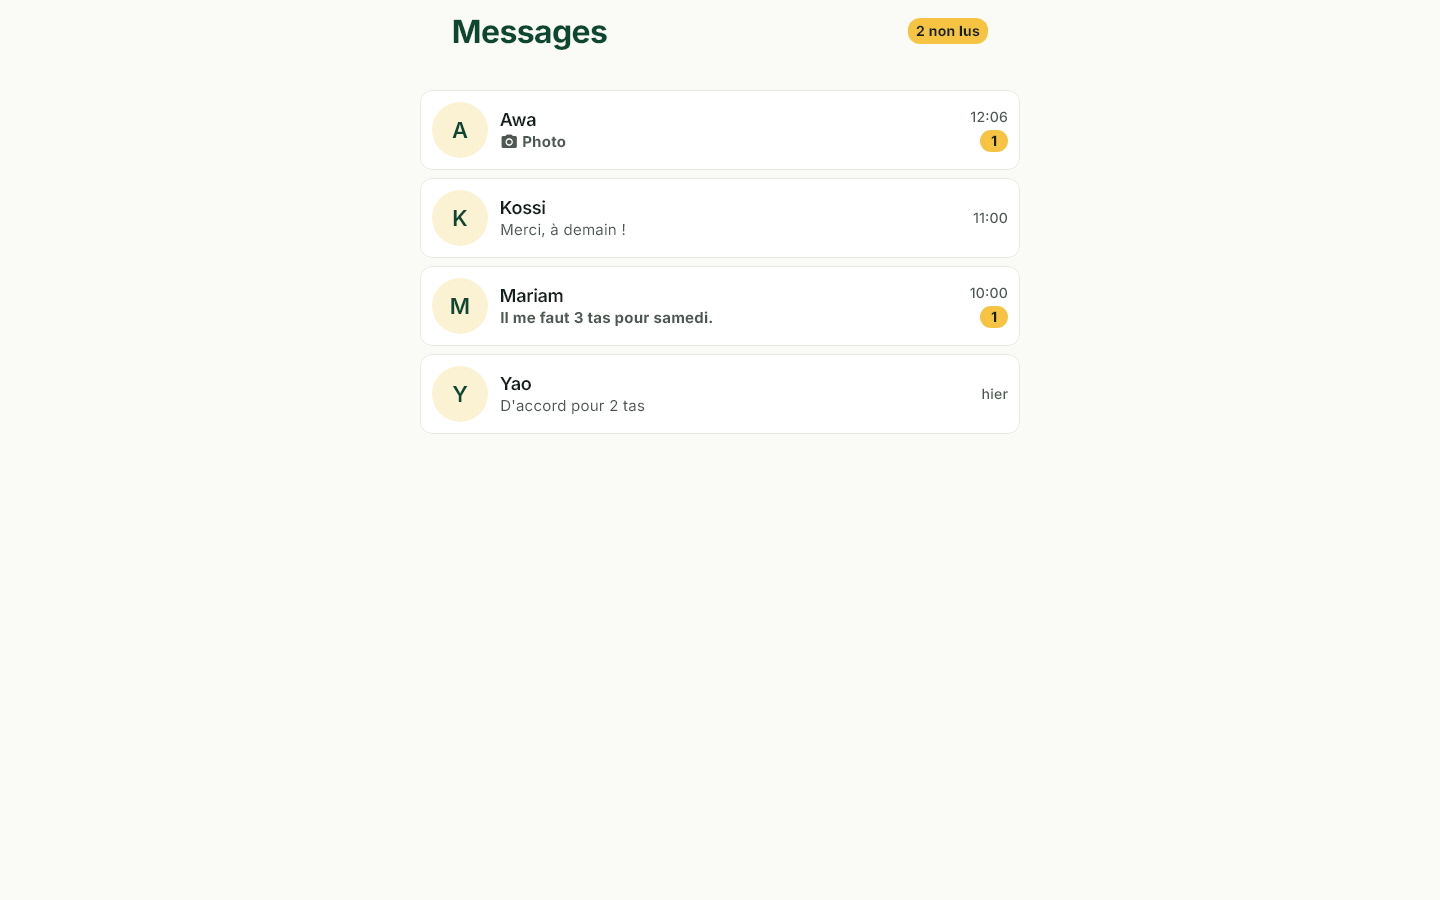 Messages
2 non lus
A
Awa
12:06
Photo
1
K
Kossi
Merci, à demain !
11:00
M
Mariam
10:00
Il me faut 3 tas pour samedi.
1
Y
Yao
D'accord pour 2 tas
hier